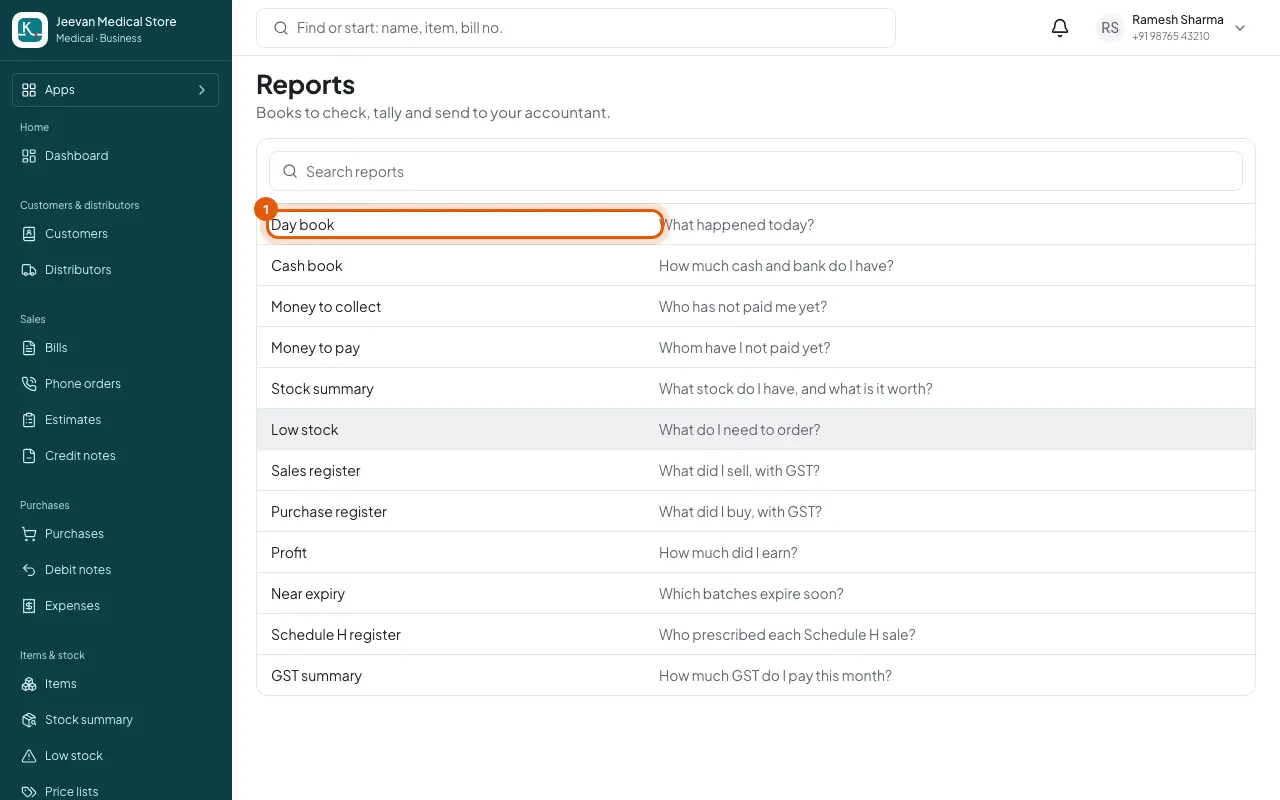 Jeevan Medical Store
Medical · Business
Find or start: name, item, bill no.
RS
Ramesh Sharma
+91 98765 43210
Apps
Home
Dashboard
Customers & distributors
Customers
Distributors
Sales
Bills
Phone orders
Estimates
Credit notes
Purchases
Purchases
Debit notes
Expenses
Items & stock
Items
Stock summary
Low stock
Price lists
Reports
Books to check, tally and send to your accountant.
Search reports
1
Day book What happened today?
Cash book How much cash and bank do I have?
Money to collect Who has not paid me yet?
Money to pay Whom have I not paid yet?
Stock summary What stock do I have, and what is it worth?
Low stock What do I need to order?
Sales register What did I sell, with GST?
Purchase register What did I buy, with GST?
Profit How much did I earn?
Near expiry Which batches expire soon?
Schedule H register Who prescribed each Schedule H sale?
GST summary How much GST do I pay this month?